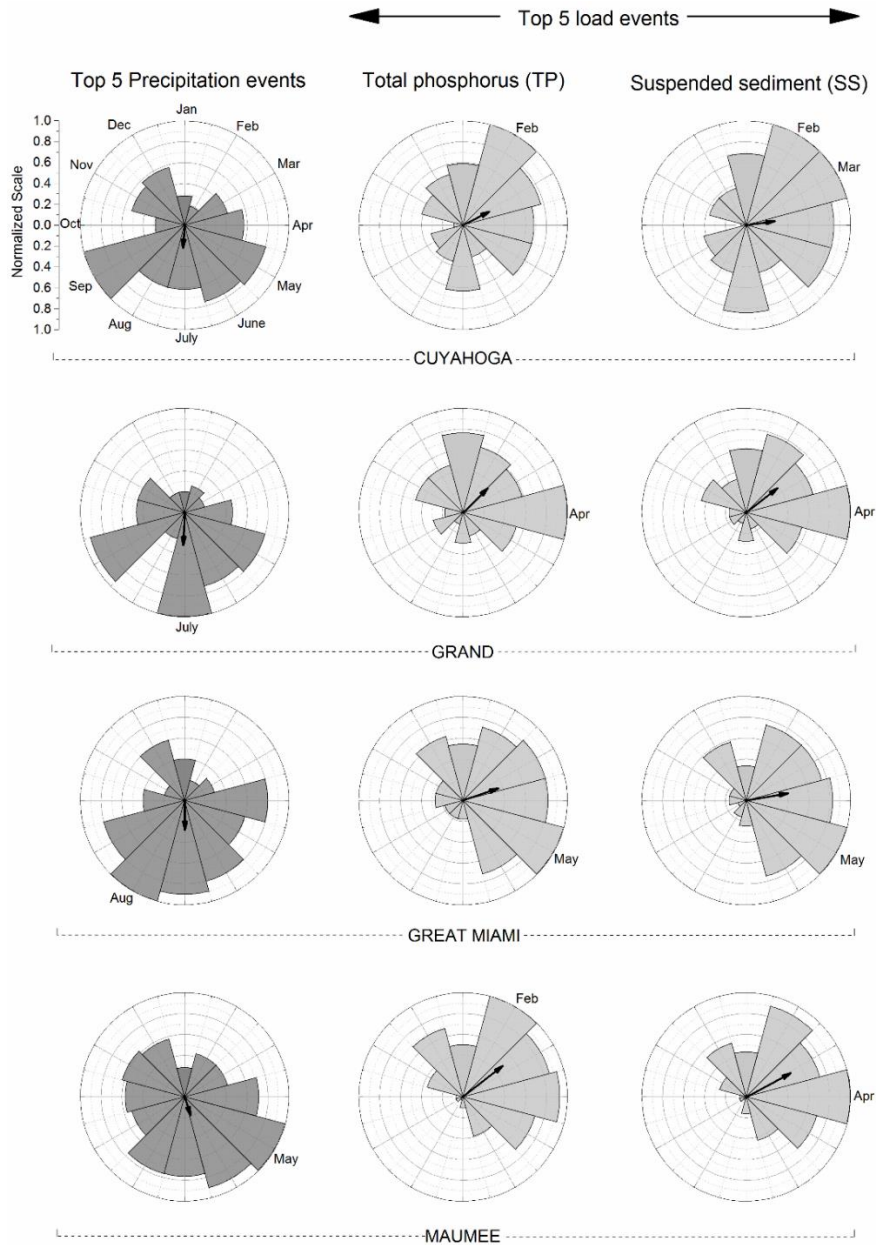 Top 5 load events
Top 5 Precipitation events
Total phosphorus (TP)
Suspended sediment (SS)
Normalized Scale
1.0
0.8
0.6
0.4
0.2
0.0
0.2
0.4
0.6
0.8
1.0
Jan
Feb
Mar
Apr
May
June
July
Aug
Sep
Oct
Nov
Dec
Feb
Feb
Mar
CUYAHOGA
July
Apr
Apr
GRAND
Aug
May
May
GREAT MIAMI
May
Feb
Apr
MAUMEE